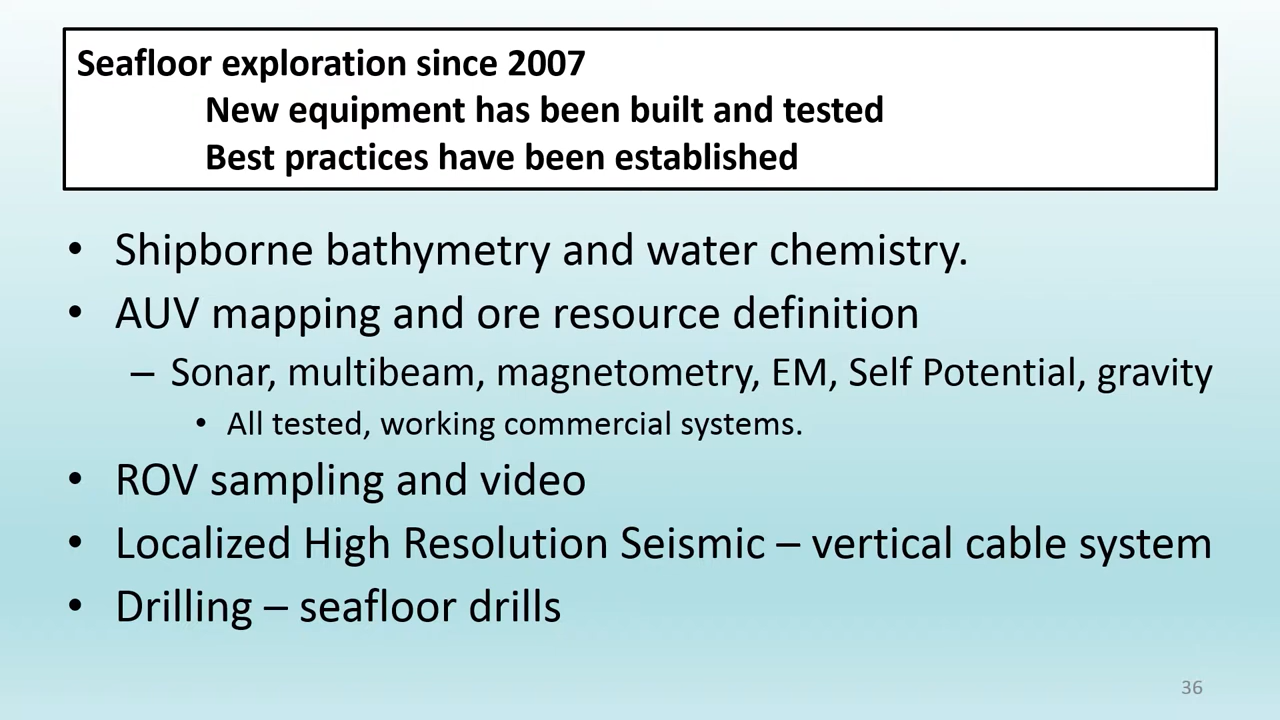 Seafloor exploration since 2007
New equipment has been built and tested
Best practices have been established
• Shipborne bathymetry and water chemistry.
• AUV mapping and ore resource definition
– Sonar, multibeam, magnetometry, EM, Self Potential, gravity
• All tested, working commercial systems.
• ROV sampling and video
• Localized High Resolution Seismic – vertical cable system
• Drilling – seafloor drills
36